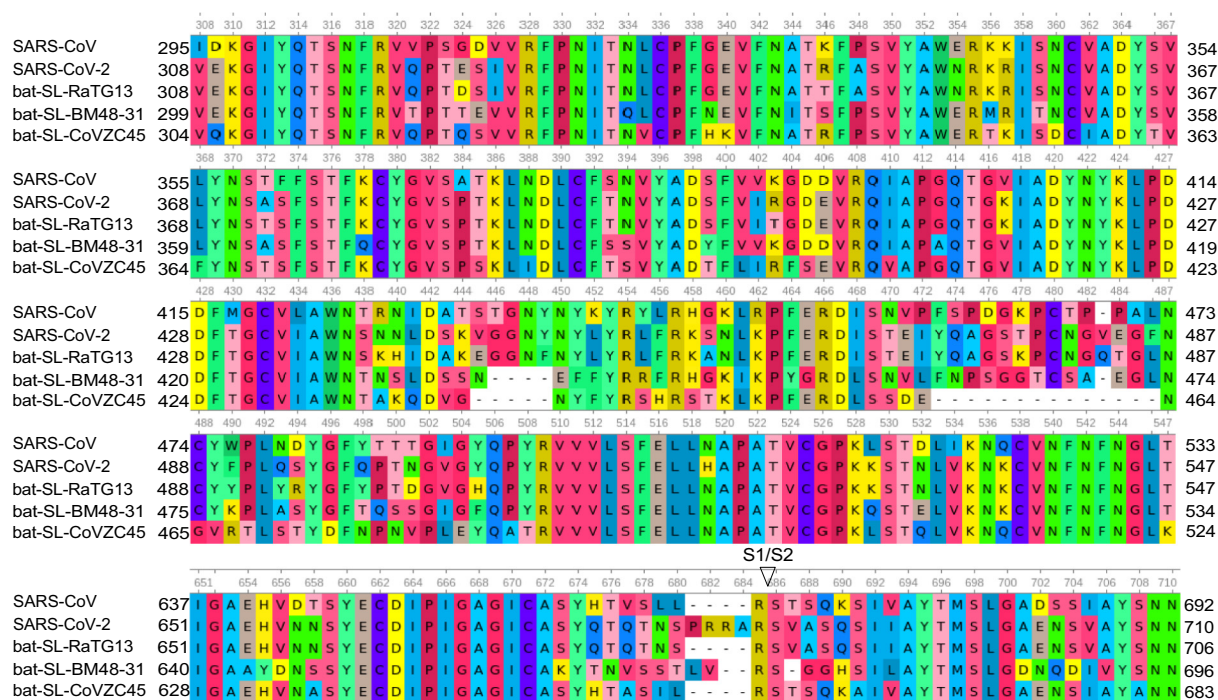 308 310 312 314 316 318 320 322 324 326 328 330 332 334 336 338 340 342 344 346 348 350 352 354 356 358 360 362 364 367
SARS-CoV 295 IDKGIYQTSNFRVVPSGDVVRFPNITNLCPFGEVFNATKFPSVYAWERKKISNCVADYSV 354
SARS-CoV-2 308 VEKGIYQTSNFRVQPTESIVRFPNITNLCPFGEVFNATRFASVYAWNRKRISNCVADYSV 367
bat-SL-RaTG13 308 VEKGIYQTSNFRVQPTDSIVRFPNITNLCPFGEVFNATTFASVYAWNRKRISNCVADYSV 367
bat-SL-BM48-31 299 VEKGIYQTSNFRVTPTTEVVRFPNITQLCPFNEVFNITSFPSVYAWERMRITNCVADYSV 358
bat-SL-CoVZC45 304 VQKGIYQTSNFRVQPTQSVVRFPNITNVCPFHKVFNATRFPSVYAWERTKISDCIADYTV 363
368 370 372 374 376 378 380 382 384 386 388 390 392 394 396 398 400 402 404 406 408 410 412 414 416 418 420 422 424 427
SARS-CoV 355 LYNSTFFSTFKCYGVSATKLNDLCFSNVYADSFVVKGDDVRQIAPGQTGVIADYNYKLPD 414
SARS-CoV-2 368 LYNSASFSTFKCYGVSPTKLNDLCFTNVYADSFVIRGDEVRQIAPGQTGKIADYNYKLPD 427
bat-SL-RaTG13 368 LYNSTSFSTFKCYGVSPTKLNDLCFTNVYADSFVITGDEVRQIAPGQTGKIADYNYKLPD 427
bat-SL-BM48-31 359 LYNSASFSTFQCYGVSPTKLNDLCFSSVYADYFVVKGDDVRQIAPAQTGVIADYNYKLPD 419
bat-SL-CoVZC45 364 FYNSTSFSTFKCYGVSPSKLIDLCFTSVYADTFLIRFSEVRQVAPGQTGVIADYNYKLPD 423
428 430 432 434 436 438 440 442 444 446 448 450 452 454 456 458 460 462 464 466 468 470 472 474 476 478 480 482 484 487
SARS-CoV 415 DFMGCVLAWNTRNIDATSTGNYNYKYRYLRHGKLRPFERDISNVPFSPDGKPCTP-PALN 473
SARS-CoV-2 428 DFTGCVIAWNSNNLDSKVGGNYNYLYRLFRKSNLKPFERDISTEIYQAGSTPCNGVEGFN 487
bat-SL-RaTG13 428 DFTGCVIAWNSKHIDAKEGGNFNYLYRLFRKANLKPFERDISTEIYQAGSKPCNGQTGLN 487
bat-SL-BM48-31 420 DFTGCVIAWNTNSLDSSN----EFFYRRFRHGKIKPYGRDLSNVLFNPSGGTCSA-EGLN 474
bat-SL-CoVZC45 424 DFTGCVIAWNTAKQDVG-----NYFYRSHRSTKLKPFERDLSSDE--------------N 464
488 490 492 494 496 498 500 502 504 506 508 510 512 514 516 518 520 522 524 526 528 530 532 534 536 538 540 542 544 547
SARS-CoV 474 CYWPLNDYGFYTTTGIGYQPYRVVVLSFELLNAPATVCGPKLSTDLIKNQCVNFNFNGLT 533
SARS-CoV-2 488 CYFPLQSYGFQPTNGVGYQPYRVVVLSFELLHAPATVCGPKKSTNLVKNKCVNFNFNGLT 547
bat-SL-RaTG13 488 CYYPLYRYGFYPTDGVGHQPYRVVVLSFELLNAPATVCGPKKSTNLVKNKCVNFNFNGLT 547
bat-SL-BM48-31 475 CYKPLASYGFTQSSGIGFQPYRVVVLSFELLNAPATVCGPKQSTELVKNKCVNFNFNGLT 534
bat-SL-CoVZC45 465 GVRTLSTYDFNPNVPLEYQATRVVVLSFELLNAPATVCGPKLSTQLVKNQCVNFNFNGLK 524
S1/S2
651 654 656 658 660 662 664 666 668 670 672 674 676 678 680 682 684 686 688 690 692 694 696 698 700 702 704 706 708 710
SARS-CoV 637 IGAEHVDTSYECDIPIGAGICASYHTVSLL----RSTSQKSIVAYTMSLGADSSIAYSNN 692
SARS-CoV-2 651 IGAEHVNNSYECDIPIGAGICASYQTQTNSPRRARSVASQSIIAYTMSLGAENSVAYSNN 710
bat-SL-RaTG13 651 IGAEHVNNSYECDIPIGAGICASYQTQTNS----RSVASQSIIAYTMSLGAENSVAYSNN 706
bat-SL-BM48-31 640 IGAAYDNSSYECDIPIGAGICAKYTNVSSTLV--RS-GGHSILAYTMSLGDNQDIVYSNN 696
bat-SL-CoVZC45 628 IGAEHVNASYECDIPIGAGICASYHTASIL----RSTSQKAIVAYTMSLGAENSIAYSNN 683